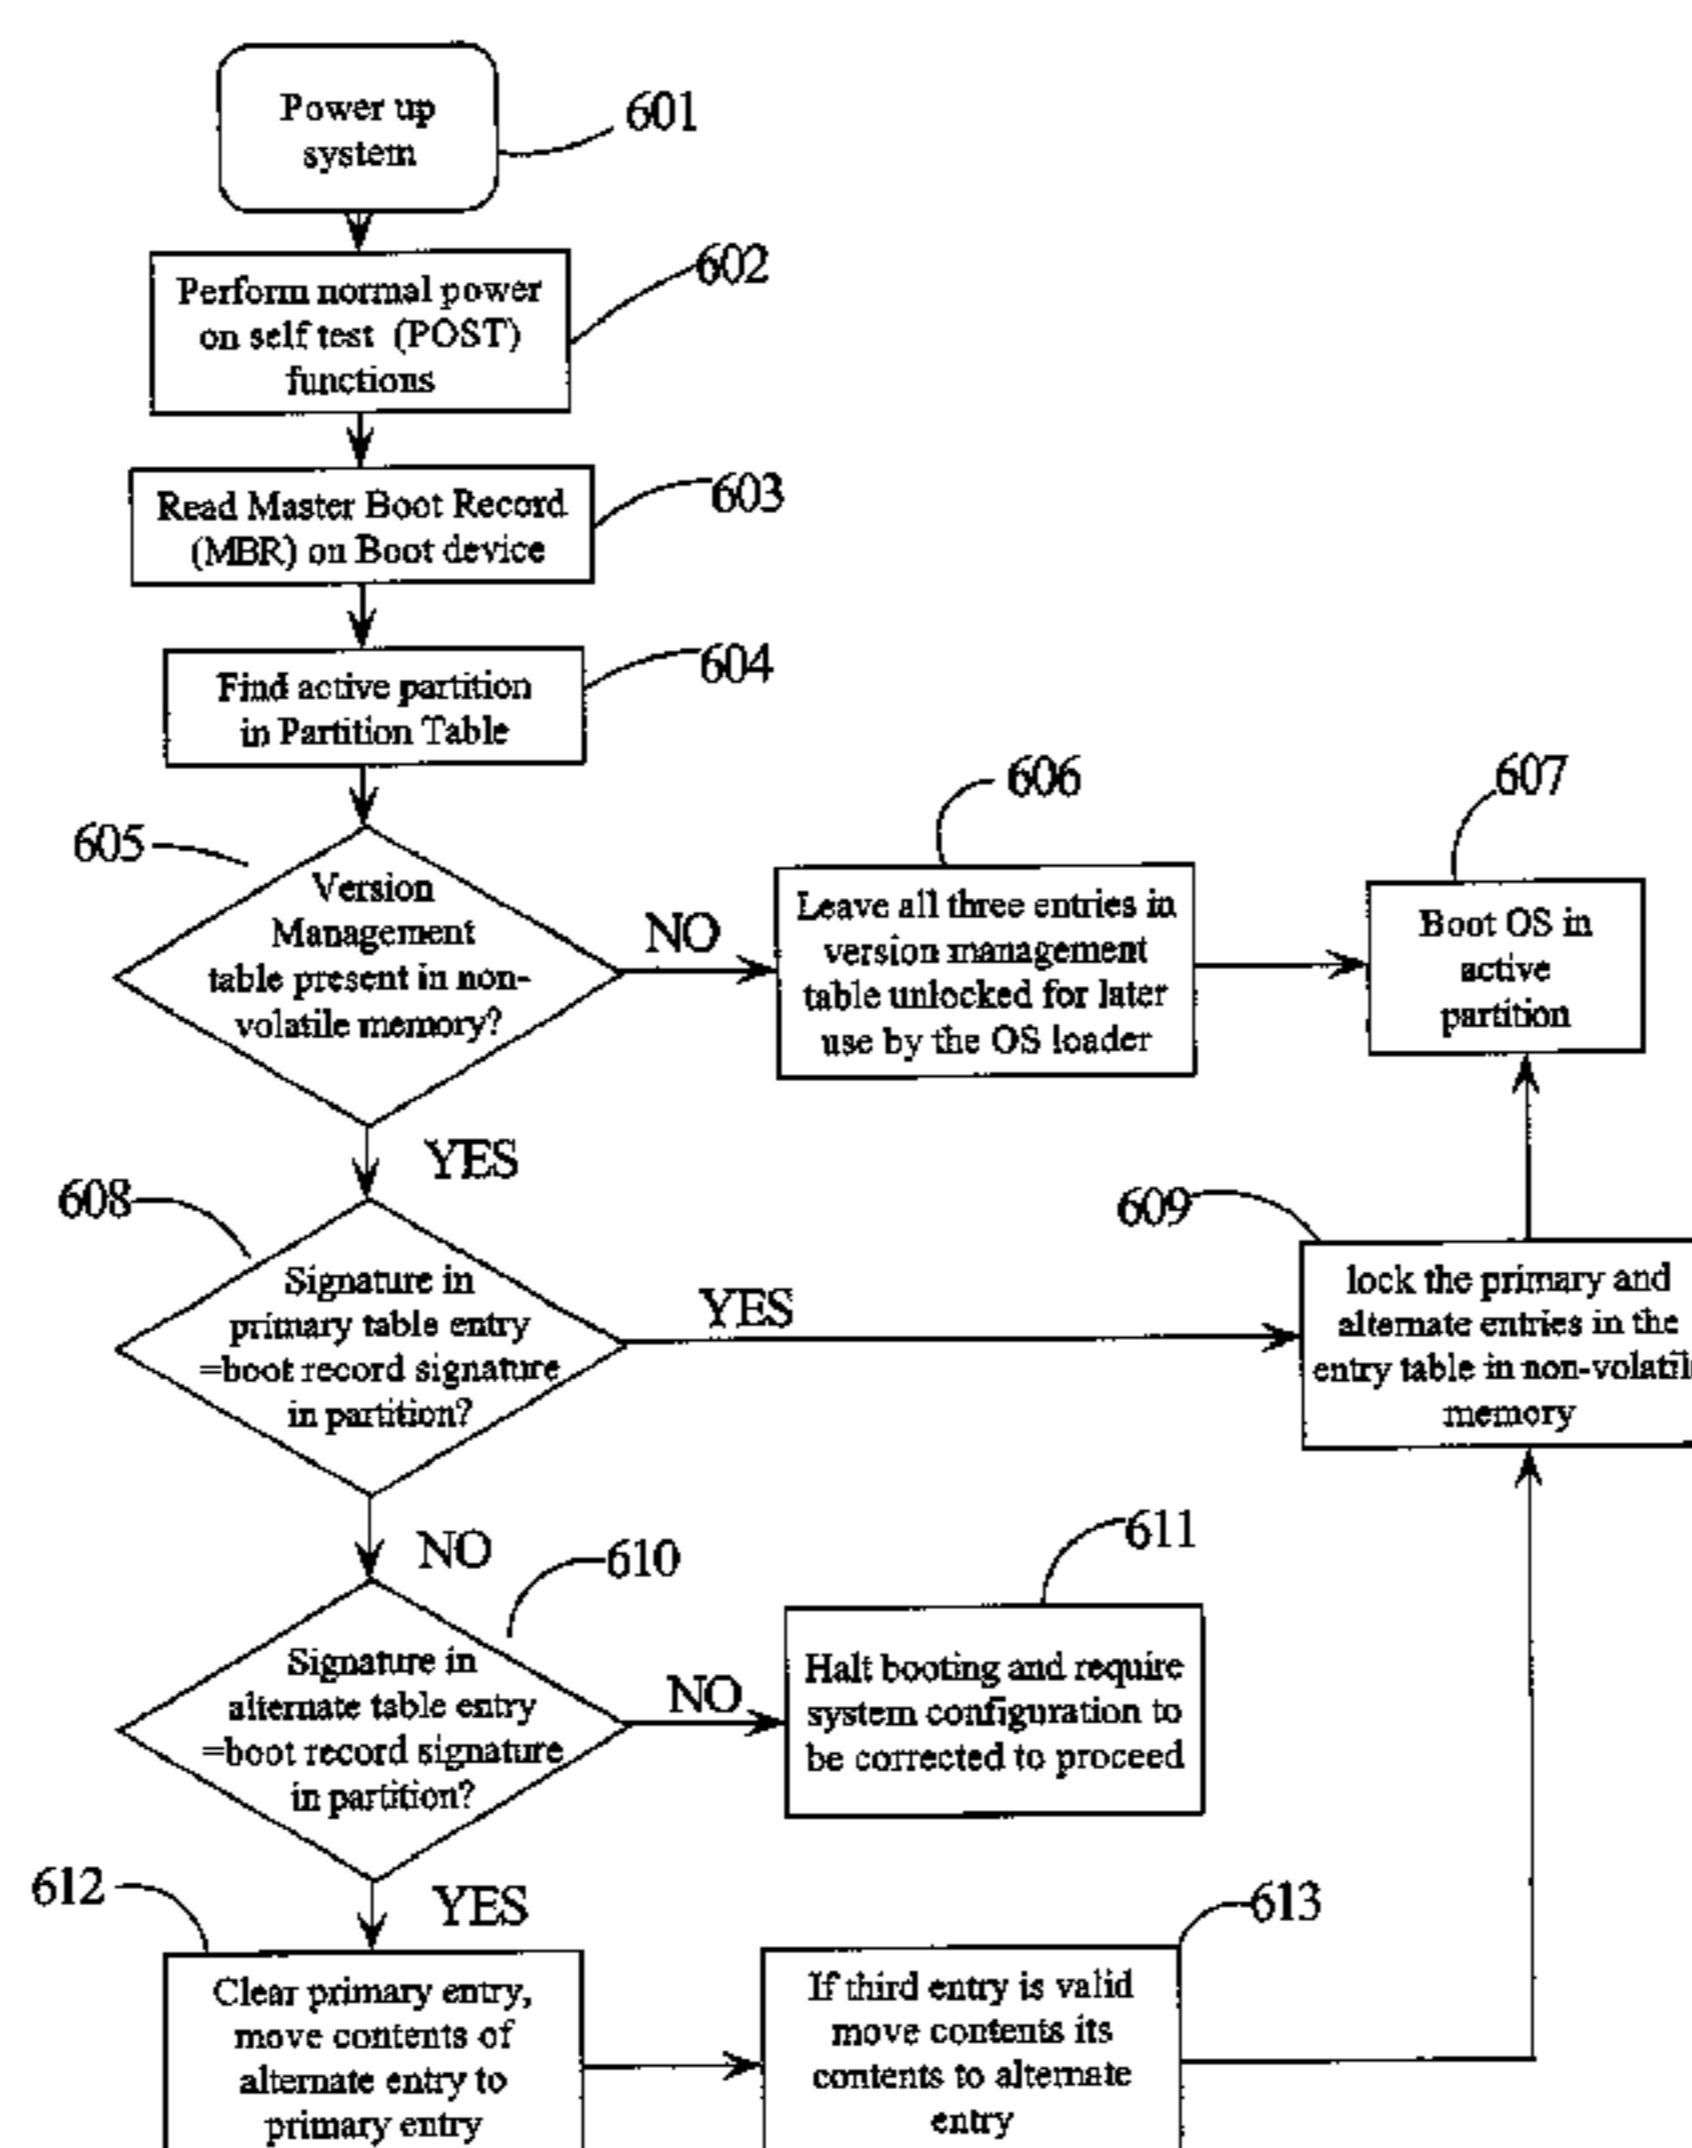 Power up
system
601
Perform normal power
on self test (POST)
functions
602
Read Master Boot Record
(MBR) on Boot device
603
Find active partition
in Partition Table
604
605
Version
Management
table present in non-
volatile memory?
NO
606
Leave all three entries in
version management
table unlocked for later
use by the OS loader
607
Boot OS in
active
partition
YES
608
Signature in
primary table entry
=boot record signature
in partition?
YES
609
lock the primary and
alternate entries in the
entry table in non-volatile
memory
NO
610
Signature in
alternate table entry
=boot record signature
in partition?
NO
611
Halt booting and require
system configuration to
be corrected to proceed
YES
612
Clear primary entry,
move contents of
alternate entry to
primary entry
613
If third entry is valid
move contents its
contents to alternate
entry